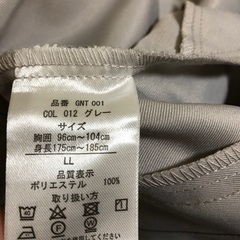 品番 GNT 001
COL 012 グレー
サイズ
胸囲 96cm〜104cm
身長175cm〜185cm
LL
品質表示
ポリエステル 100%
取り扱い方